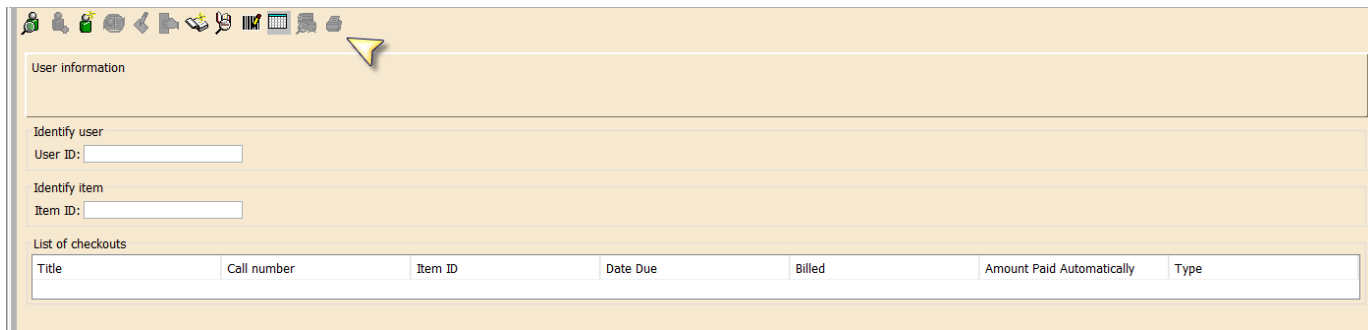 User information
Identify user
User ID:
Identify item
Item ID:
List of checkouts
Title Call number Item ID Date Due Billed Amount Paid Automatically Type